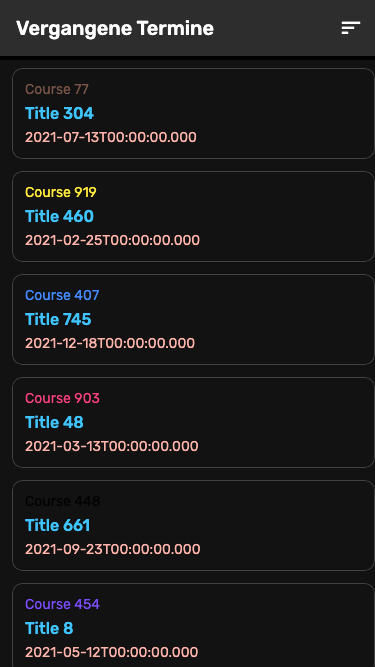 Vergangene Termine
Course 77
Title 304
2021-07-13T00:00:00.000
Course 919
Title 460
2021-02-25T00:00:00.000
Course 407
Title 745
2021-12-18T00:00:00.000
Course 903
Title 48
2021-03-13T00:00:00.000
Course 448
Title 661
2021-09-23T00:00:00.000
Course 454
Title 8
2021-05-12T00:00:00.000